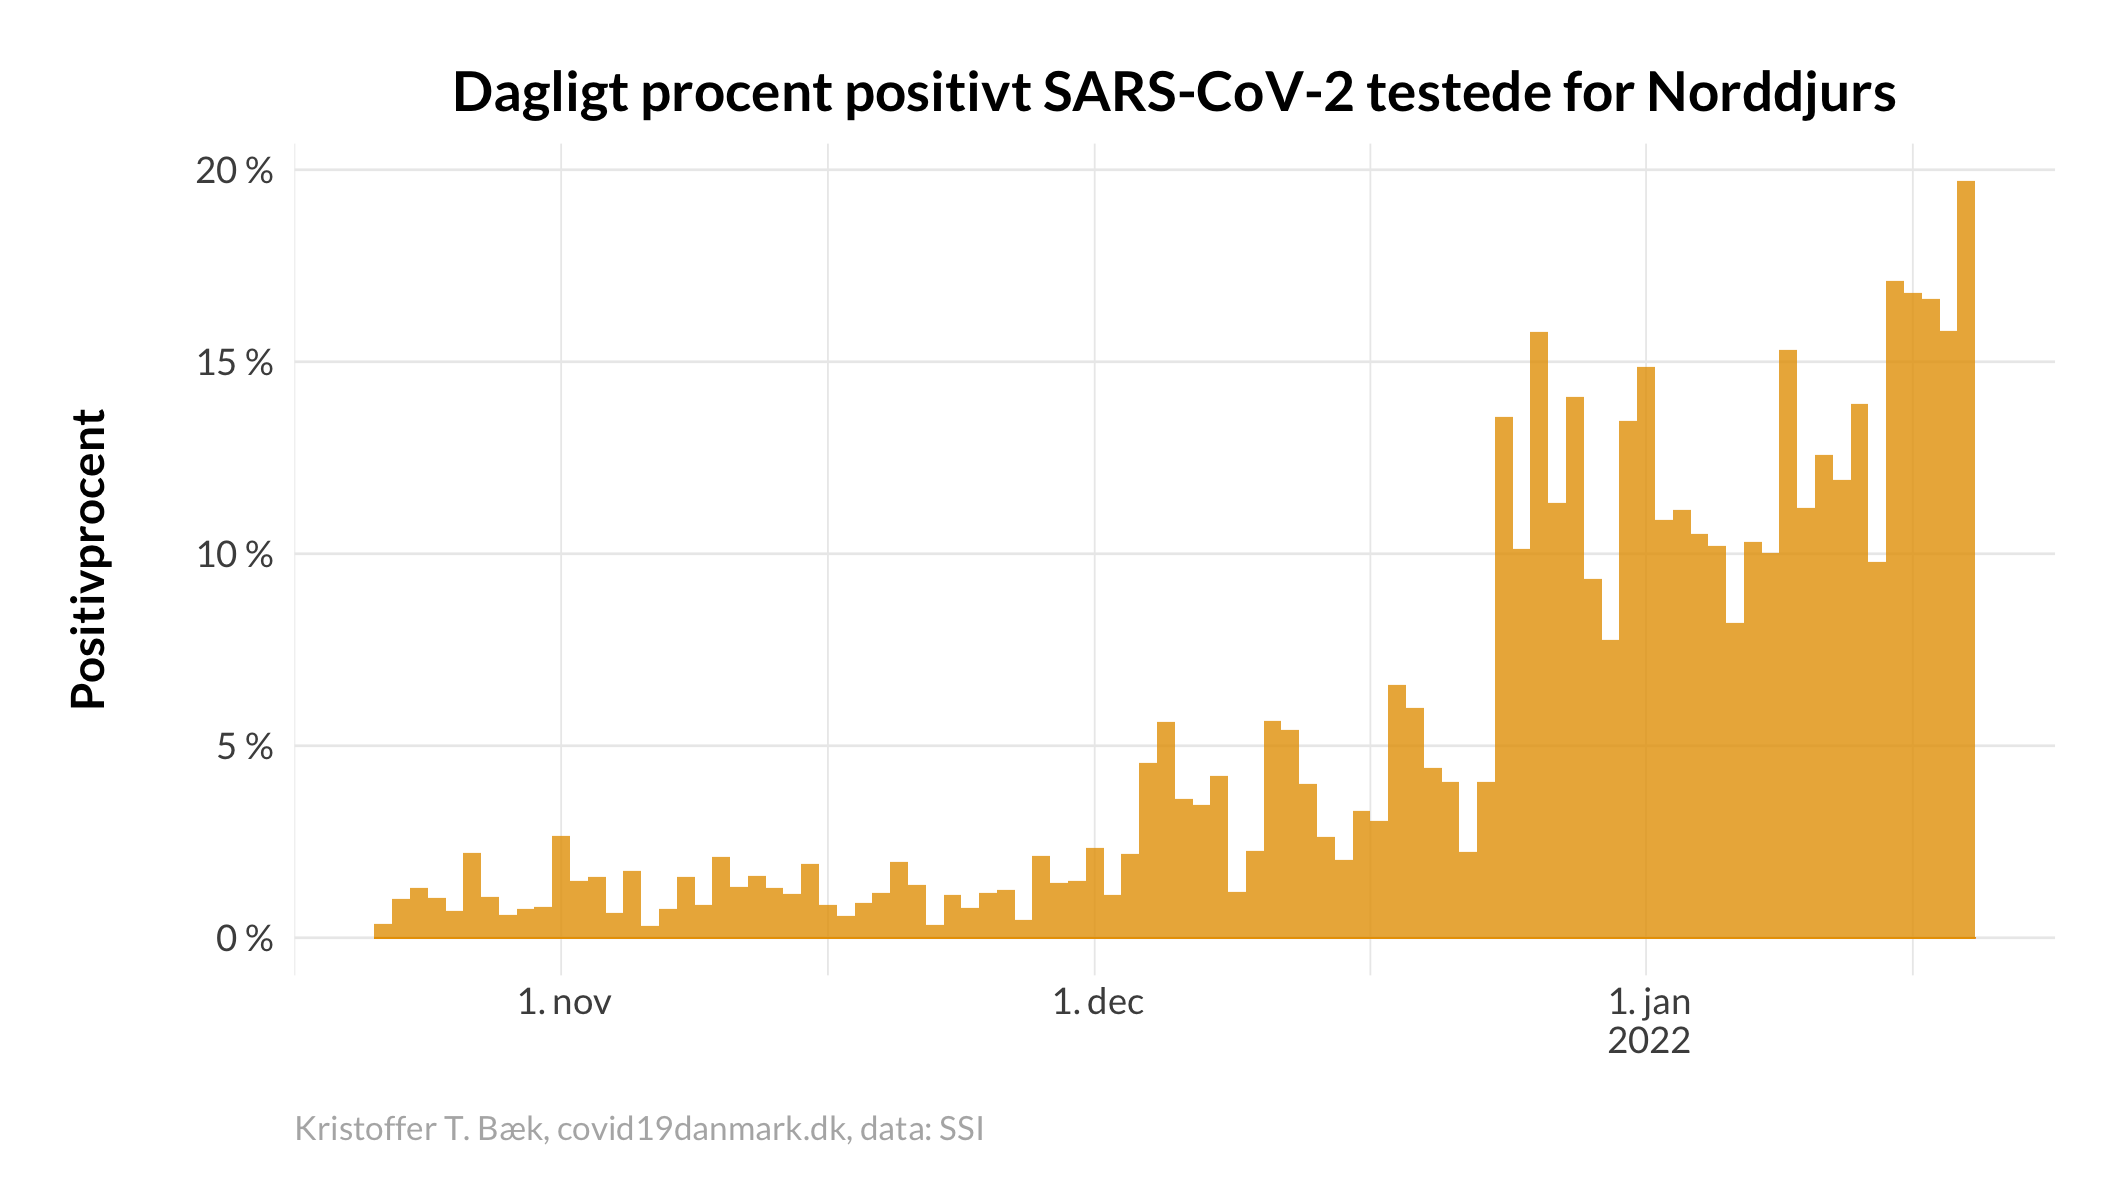 Dagligt procent positivt SARS-CoV-2 testede for Norddjurs
Positivprocent
20 %
15 %
10 %
5 %
0 %
1. nov
1. dec
1. jan
2022
Kristoffer T. Bæk, covid19danmark.dk, data: SSI